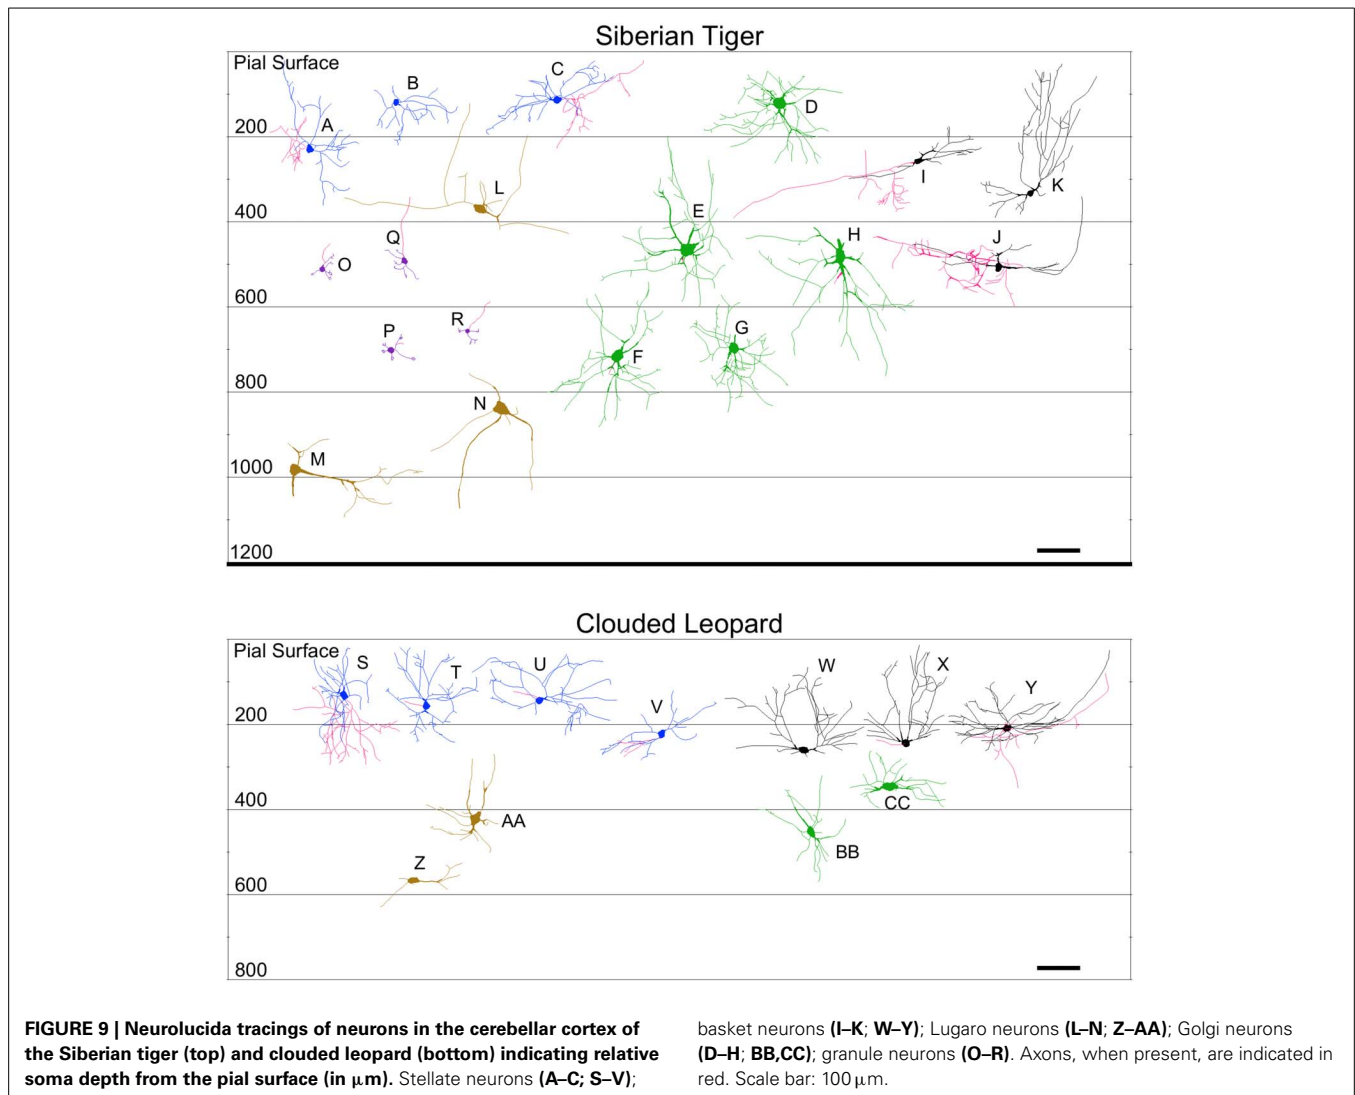 Siberian Tiger
Pial Surface
A
B
C
D
200
L
I
K
E
400
Q
H
J
O
600
R
P
G
F
800
N
M
1000
1200
Clouded Leopard
Pial Surface
S
T
U
V
W
X
Y
200
400
AA
CC
BB
Z
600
800
FIGURE 9 | Neurolucida tracings of neurons in the cerebellar cortex of
the Siberian tiger (top) and clouded leopard (bottom) indicating relative
soma depth from the pial surface (in μm). Stellate neurons (A–C; S–V);
basket neurons (I–K; W–Y); Lugaro neurons (L–N; Z–AA); Golgi neurons
(D–H; BB,CC); granule neurons (O–R). Axons, when present, are indicated in
red. Scale bar: 100 μm.